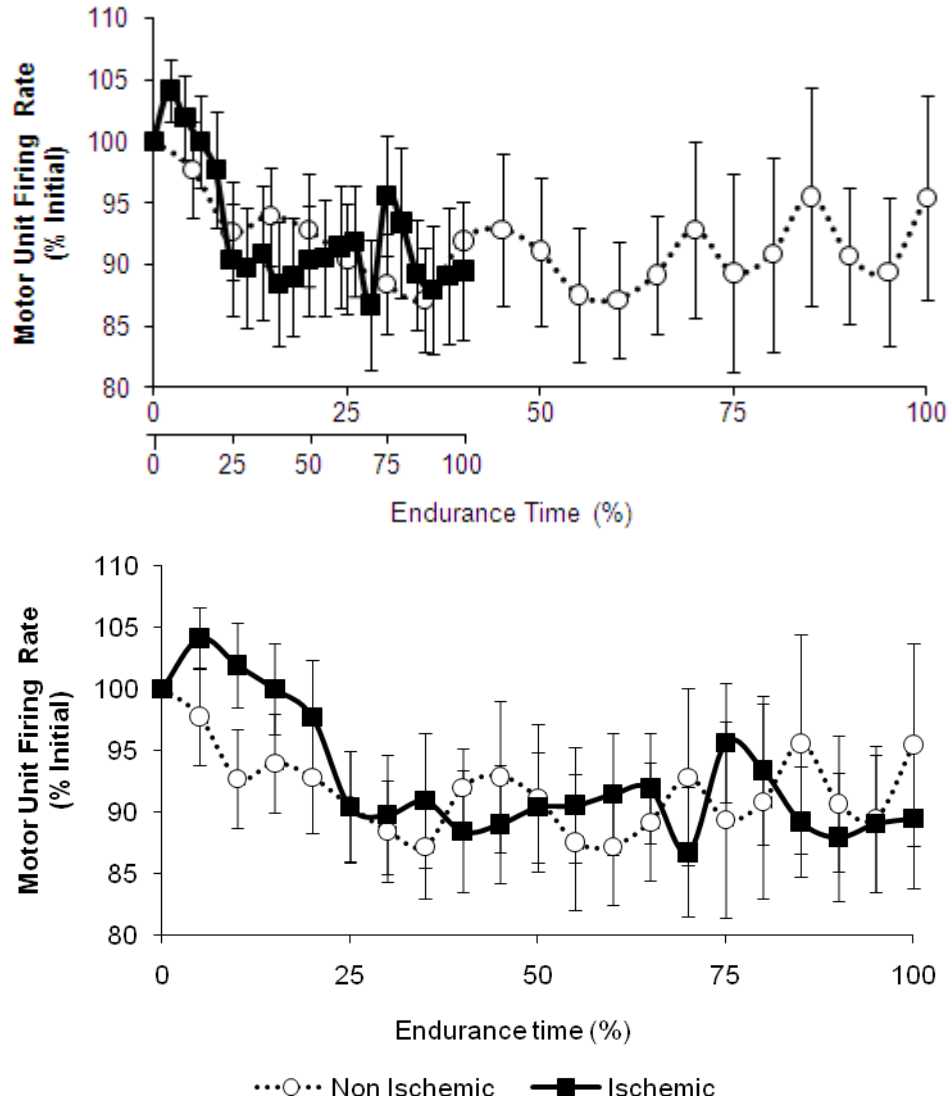 110
105
100
95
90
85
80
Motor Unit Firing Rate
(% Initial)
0 25 50 75 100
0 25 50 75 100
Endurance Time (%)
110
105
100
95
90
85
80
Motor Unit Firing Rate
(% Initial)
0 25 50 75 100
Endurance time (%)
Non Ischemic Ischemic